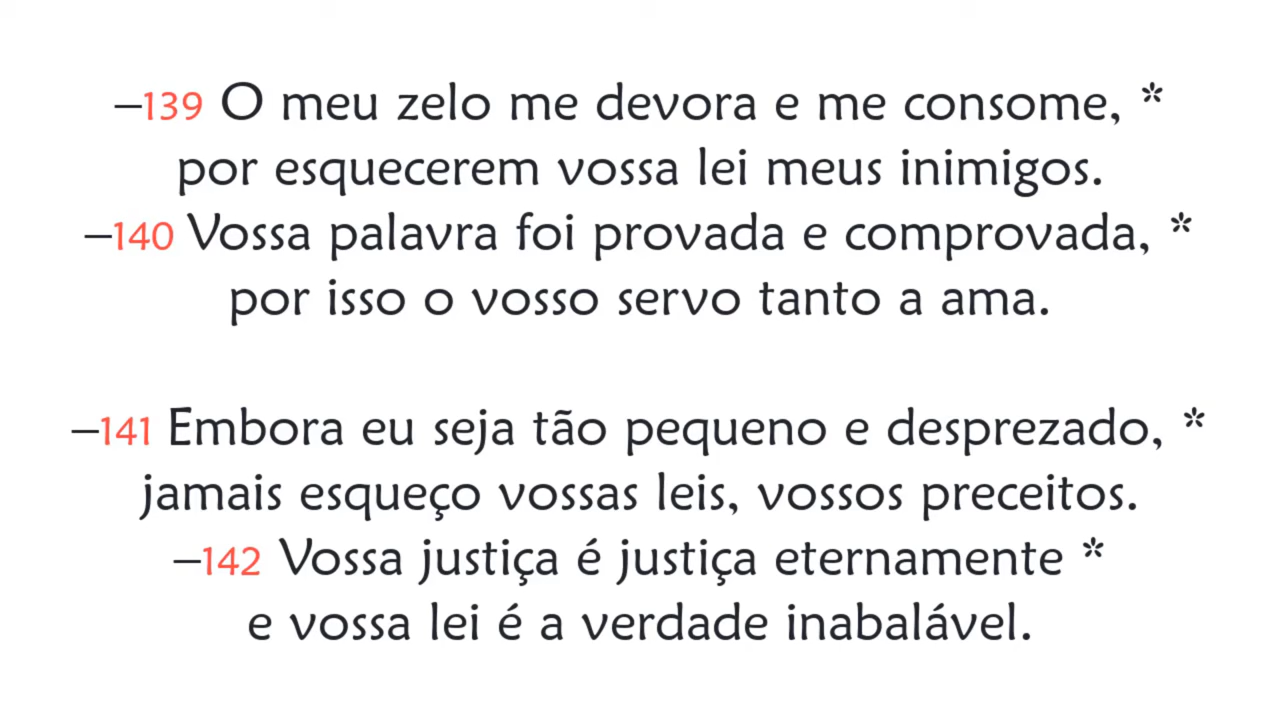 –139 O meu zelo me devora e me consome, *
por esquecerem vossa lei meus inimigos.
–140 Vossa palavra foi provada e comprovada, *
por isso o vosso servo tanto a ama.
–141 Embora eu seja tão pequeno e desprezado, *
jamais esqueço vossas leis, vossos preceitos.
–142 Vossa justiça é justiça eternamente *
e vossa lei é a verdade inabalável.